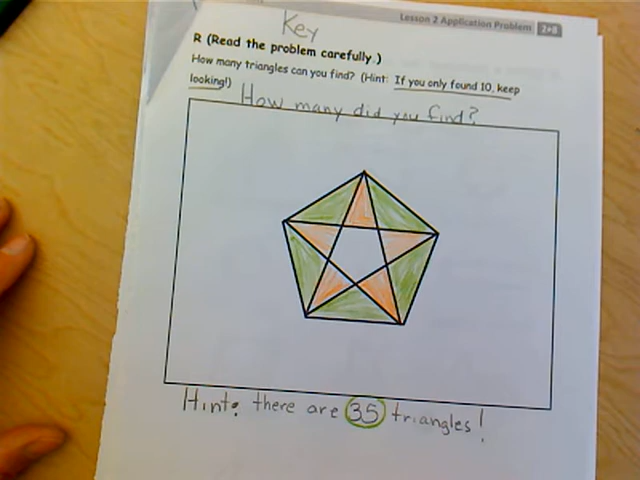 Lesson 2 Application Problem 2•8
Key
R (Read the problem carefully.)
How many triangles can you find? (Hint: If you only found 10, keep
looking!)
How many did you find?
Hint: there are 35 triangles!